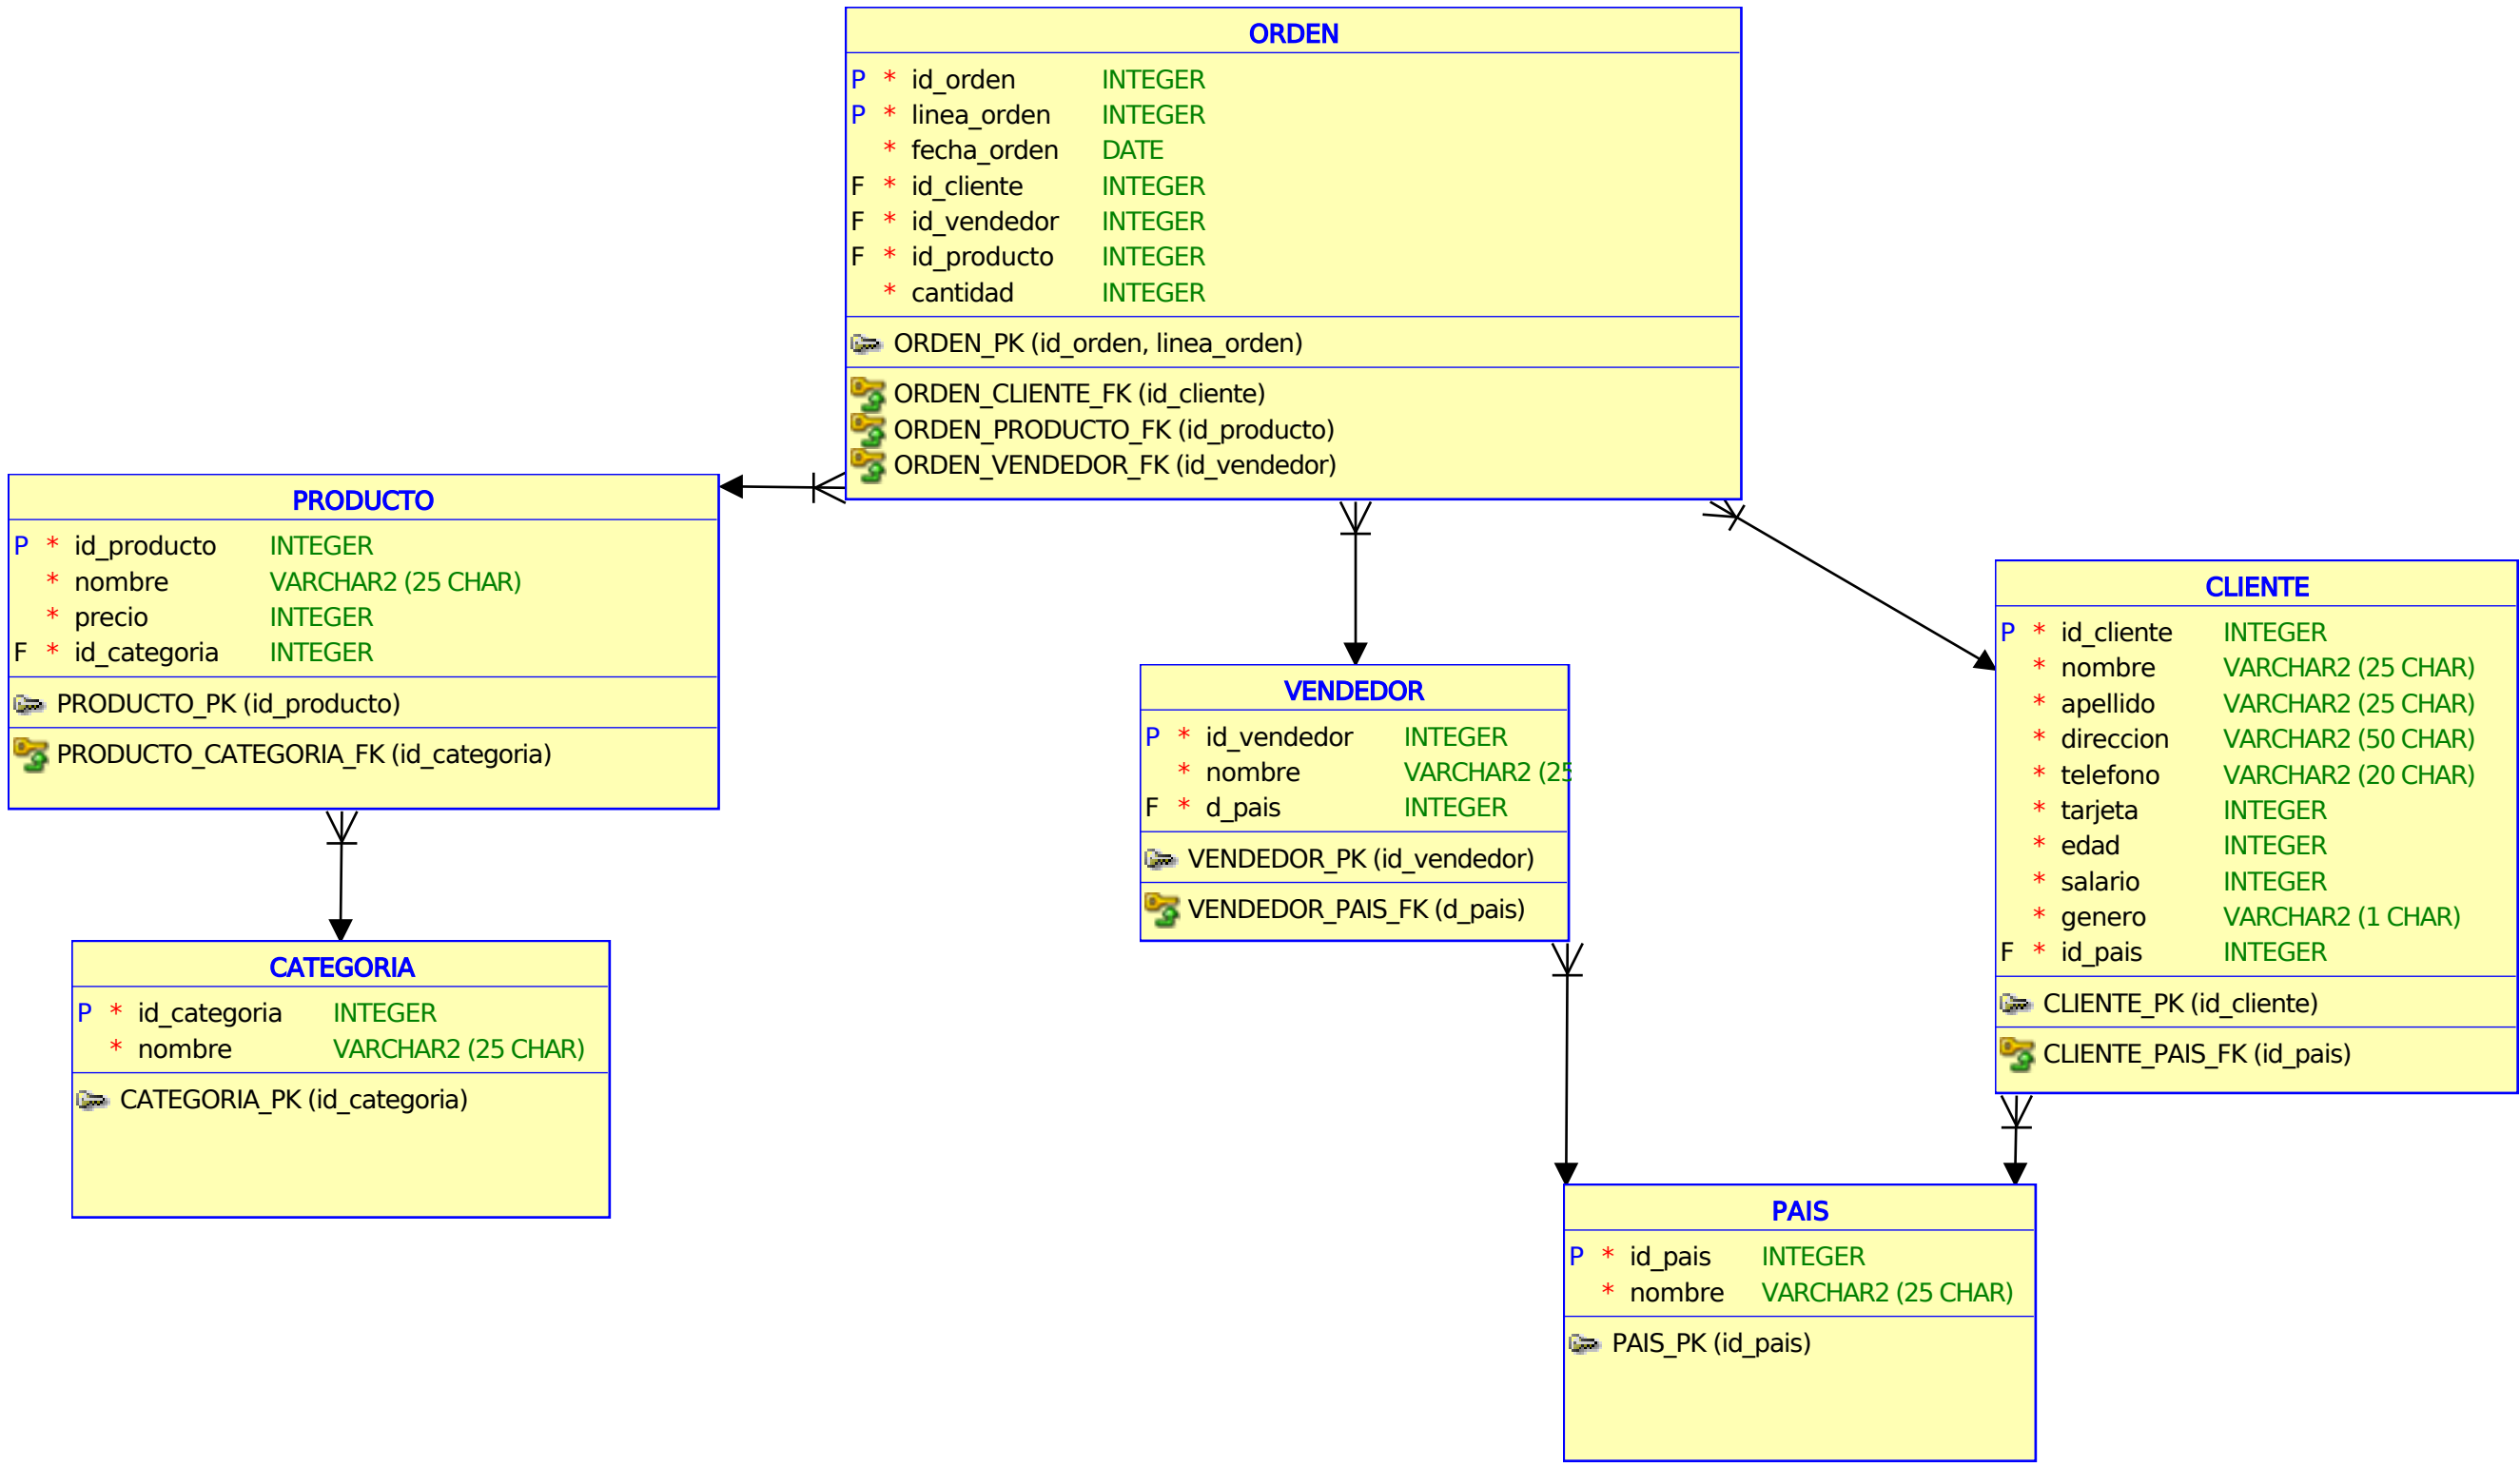 ORDEN
P * id_orden INTEGER
P * linea_orden INTEGER
* fecha_orden DATE
F * id_cliente INTEGER
F * id_vendedor INTEGER
F * id_producto INTEGER
* cantidad INTEGER
ORDEN_PK (id_orden, linea_orden)
ORDEN_CLIENTE_FK (id_cliente)
ORDEN_PRODUCTO_FK (id_producto)
ORDEN_VENDEDOR_FK (id_vendedor)
PRODUCTO
P * id_producto INTEGER
* nombre VARCHAR2 (25 CHAR)
* precio INTEGER
F * id_categoria INTEGER
PRODUCTO_PK (id_producto)
PRODUCTO_CATEGORIA_FK (id_categoria)
VENDEDOR
P * id_vendedor INTEGER
* nombre VARCHAR2 (25
F * d_pais INTEGER
VENDEDOR_PK (id_vendedor)
VENDEDOR_PAIS_FK (d_pais)
CLIENTE
P * id_cliente INTEGER
* nombre VARCHAR2 (25 CHAR)
* apellido VARCHAR2 (25 CHAR)
* direccion VARCHAR2 (50 CHAR)
* telefono VARCHAR2 (20 CHAR)
* tarjeta INTEGER
* edad INTEGER
* salario INTEGER
* genero VARCHAR2 (1 CHAR)
F * id_pais INTEGER
CLIENTE_PK (id_cliente)
CLIENTE_PAIS_FK (id_pais)
CATEGORIA
P * id_categoria INTEGER
* nombre VARCHAR2 (25 CHAR)
CATEGORIA_PK (id_categoria)
PAIS
P * id_pais INTEGER
* nombre VARCHAR2 (25 CHAR)
PAIS_PK (id_pais)